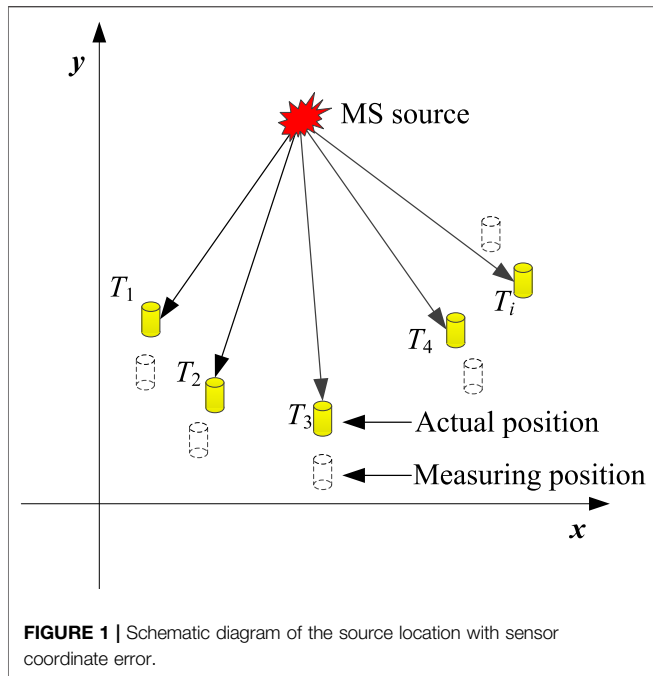 y
MS source
T1
Ti
T4
T2
T3
Actual position
Measuring position
x
FIGURE 1 | Schematic diagram of the source location with sensor
coordinate error.